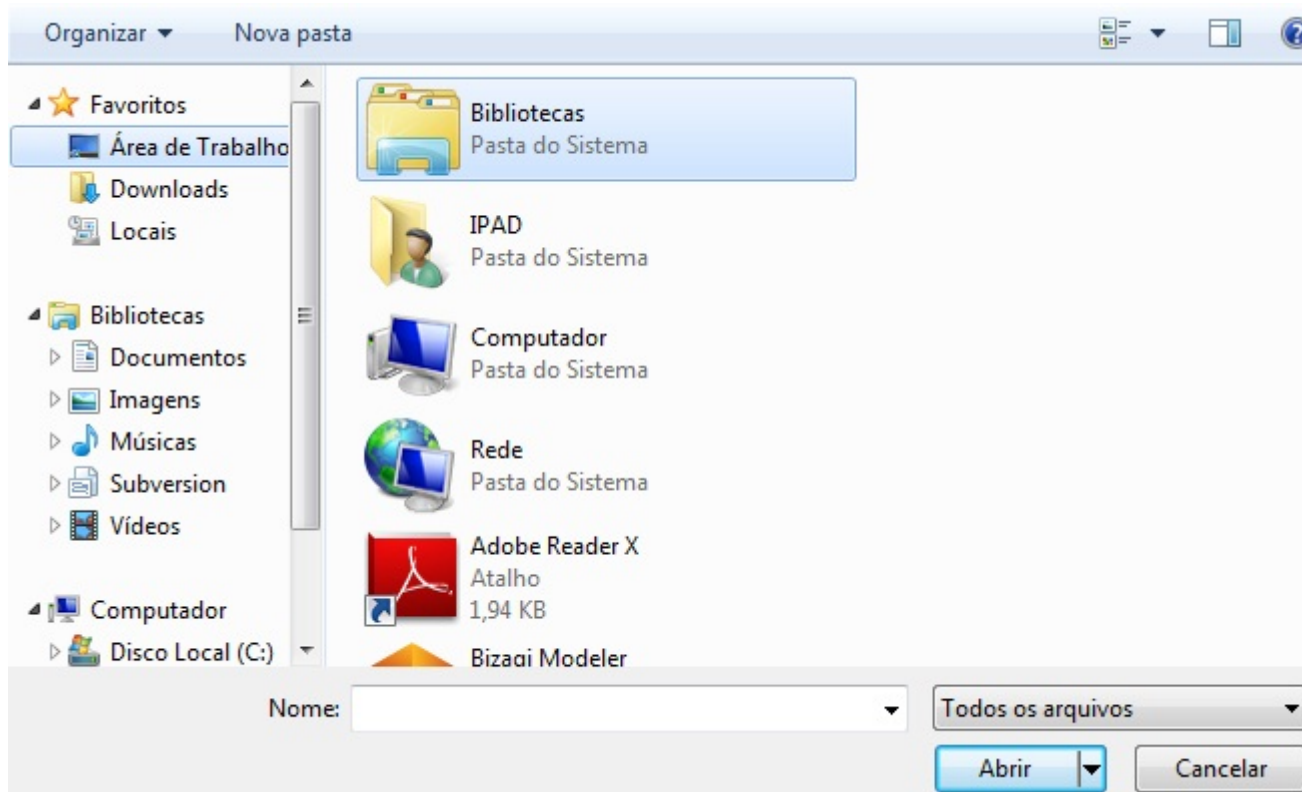 Organizar
Nova pasta
Favoritos
Área de Trabalho
Downloads
Locais
Bibliotecas
Documentos
Imagens
Músicas
Subversion
Vídeos
Computador
Disco Local (C:)
Bibliotecas
Pasta do Sistema
IPAD
Pasta do Sistema
Computador
Pasta do Sistema
Rede
Pasta do Sistema
Adobe Reader X
Atalho
1,94 KB
Bizagi Modeler
Nome:
Todos os arquivos
Abrir
Cancelar